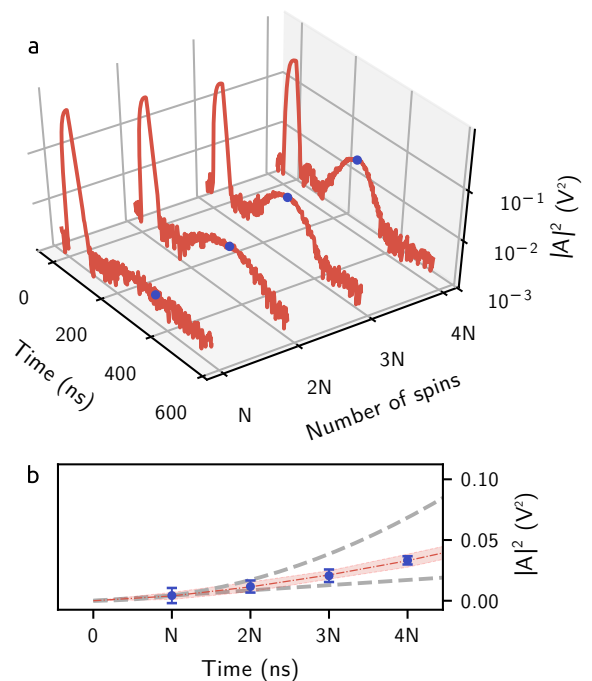 a
|A|² (V²)
10⁻¹
10⁻²
10⁻³
0
200
400
600
Time (ns)
N
2N
3N
4N
Number of spins
b
0.10
0.05
0.00
|A|² (V²)
0 N 2N 3N 4N
Time (ns)